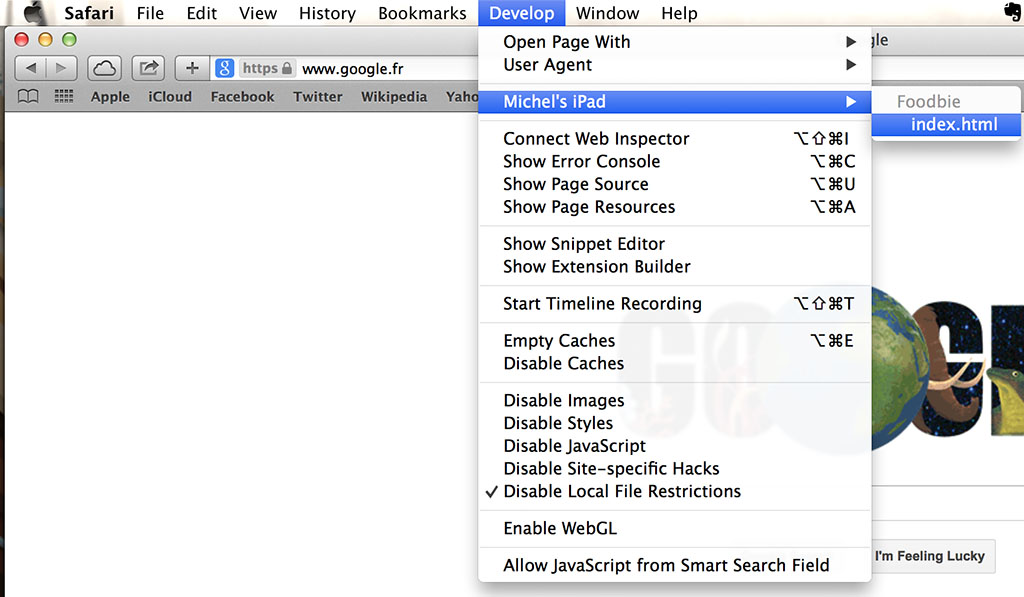 Safari File Edit View History Bookmarks Develop Window Help
gle
https www.google.fr
Apple iCloud Facebook Twitter Wikipedia Yaho
Open Page With
User Agent
Michel's iPad
Foodbie
index.html
Connect Web Inspector ⌥⇧⌘I
Show Error Console ⌥⌘C
Show Page Source ⌥⌘U
Show Page Resources ⌥⌘A
Show Snippet Editor
Show Extension Builder
Start Timeline Recording ⌥⇧⌘T
Empty Caches ⌥⌘E
Disable Caches
Disable Images
Disable Styles
Disable JavaScript
Disable Site-specific Hacks
✓ Disable Local File Restrictions
Enable WebGL
Allow JavaScript from Smart Search Field
I'm Feeling Lucky